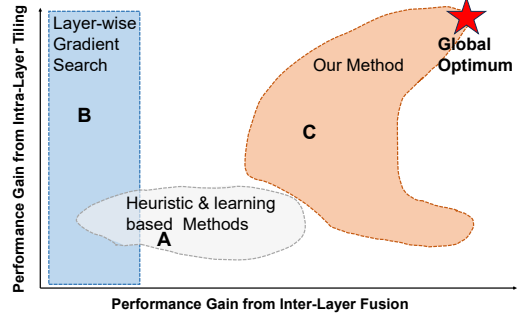 Performance Gain from Intra-Layer Tiling
Layer-wise
Gradient
Search
B
Our Method
Global
Optimum
C
Heuristic & learning
based Methods
A
Performance Gain from Inter-Layer Fusion